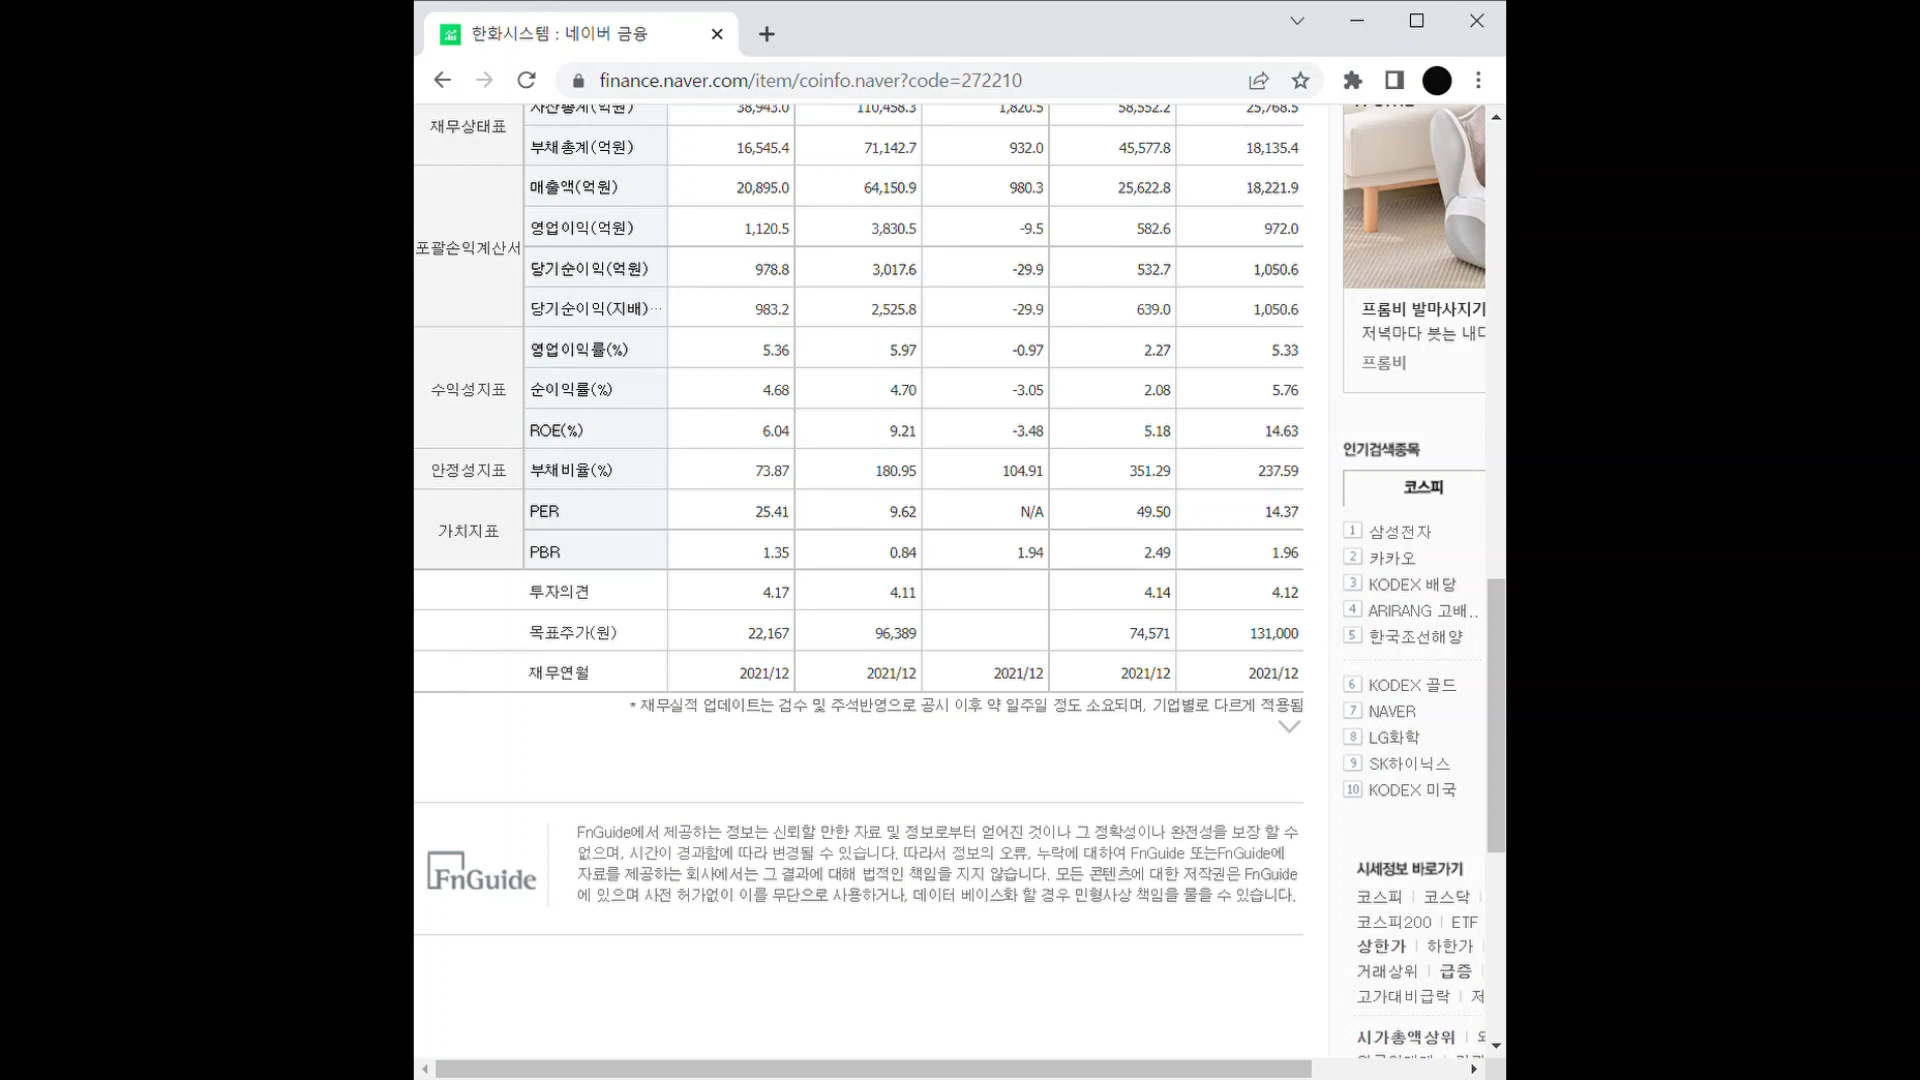 한화시스템 : 네이버 금융
finance.naver.com/item/coinfo.naver?code=272210
자산총계(억원) 38,943.0 110,458.3 1,820.5 58,552.2 25,768.5
재무상태표
부채총계(억원) 16,545.4 71,142.7 932.0 45,577.8 18,135.4
매출액(억원) 20,895.0 64,150.9 980.3 25,622.8 18,221.9
영업이익(억원) 1,120.5 3,830.5 -9.5 582.6 972.0
포괄손익계산서
당기순이익(억원) 978.8 3,017.6 -29.9 532.7 1,050.6
당기순이익(지배)… 983.2 2,525.8 -29.9 639.0 1,050.6
영업이익률(%) 5.36 5.97 -0.97 2.27 5.33
수익성지표 순이익률(%) 4.68 4.70 -3.05 2.08 5.76
ROE(%) 6.04 9.21 -3.48 5.18 14.63
안정성지표 부채비율(%) 73.87 180.95 104.91 351.29 237.59
PER 25.41 9.62 N/A 49.50 14.37
가치지표
PBR 1.35 0.84 1.94 2.49 1.96
투자의견 4.17 4.11 4.14 4.12
목표주가(원) 22,167 96,389 74,571 131,000
재무연월 2021/12 2021/12 2021/12 2021/12 2021/12
* 재무실적 업데이트는 검수 및 주석반영으로 공시 이후 약 일주일 정도 소요되며, 기업별로 다르게 적용됨
FnGuide
FnGuide에서 제공하는 정보는 신뢰할 만한 자료 및 정보로부터 얻어진 것이나 그 정확성이나 완전성을 보장 할 수
없으며, 시간이 경과함에 따라 변경될 수 있습니다. 따라서 정보의 오류, 누락에 대하여 FnGuide 또는FnGuide에
자료를 제공하는 회사에서는 그 결과에 대해 법적인 책임을 지지 않습니다. 모든 콘텐츠에 대한 저작권은 FnGuide
에 있으며 사전 허가없이 이를 무단으로 사용하거나, 데이터 베이스화 할 경우 민형사상 책임을 물을 수 있습니다.
프롬비 발마사지기
저녁마다 붓는 내다
프롬비
인기검색종목
코스피
1 삼성전자
2 카카오
3 KODEX 배당
4 ARIRANG 고배..
5 한국조선해양
6 KODEX 골드
7 NAVER
8 LG화학
9 SK하이닉스
10 KODEX 미국
시세정보 바로가기
코스피 | 코스닥
코스피200 | ETF
상한가 | 하한가
거래상위 | 급증
고가대비급락 | 저
시가총액상위